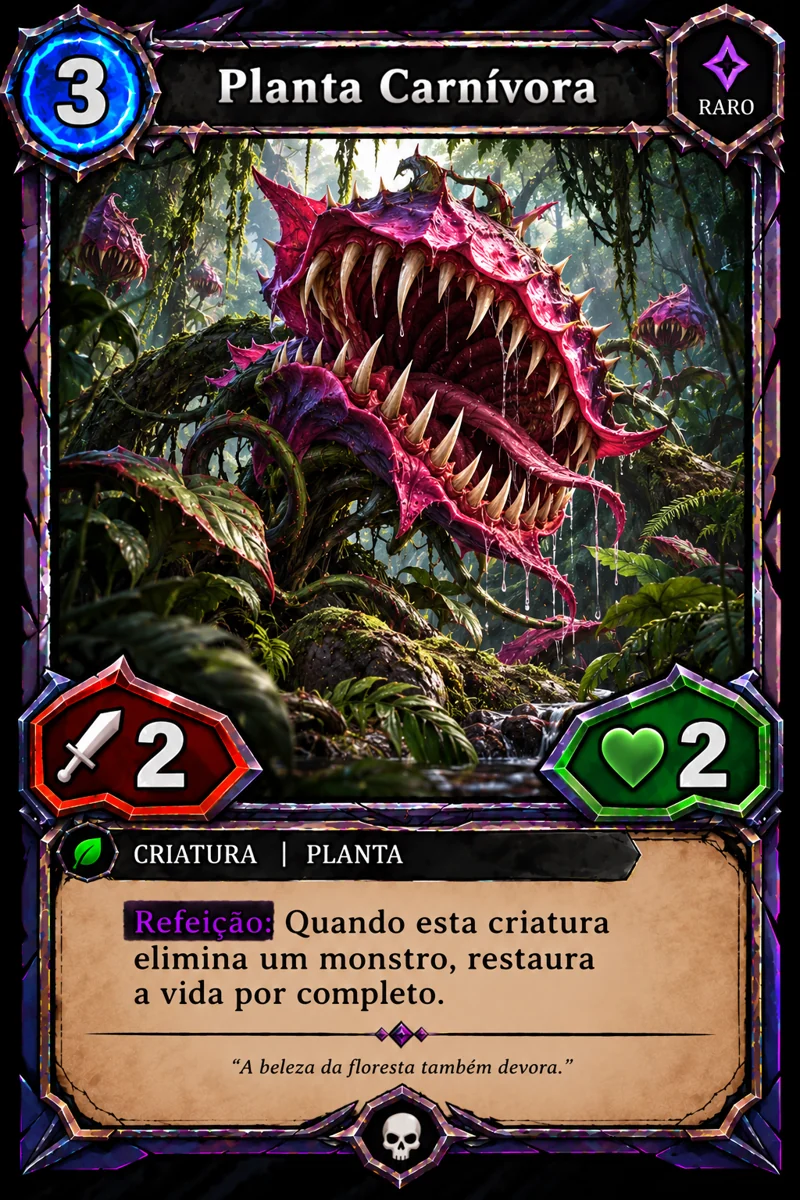 3
Planta Carnívora
RARO
2
2
CRIATURA | PLANTA
Refeição: Quando esta criatura
elimina um monstro, restaura
a vida por completo.
“A beleza da floresta também devora.”